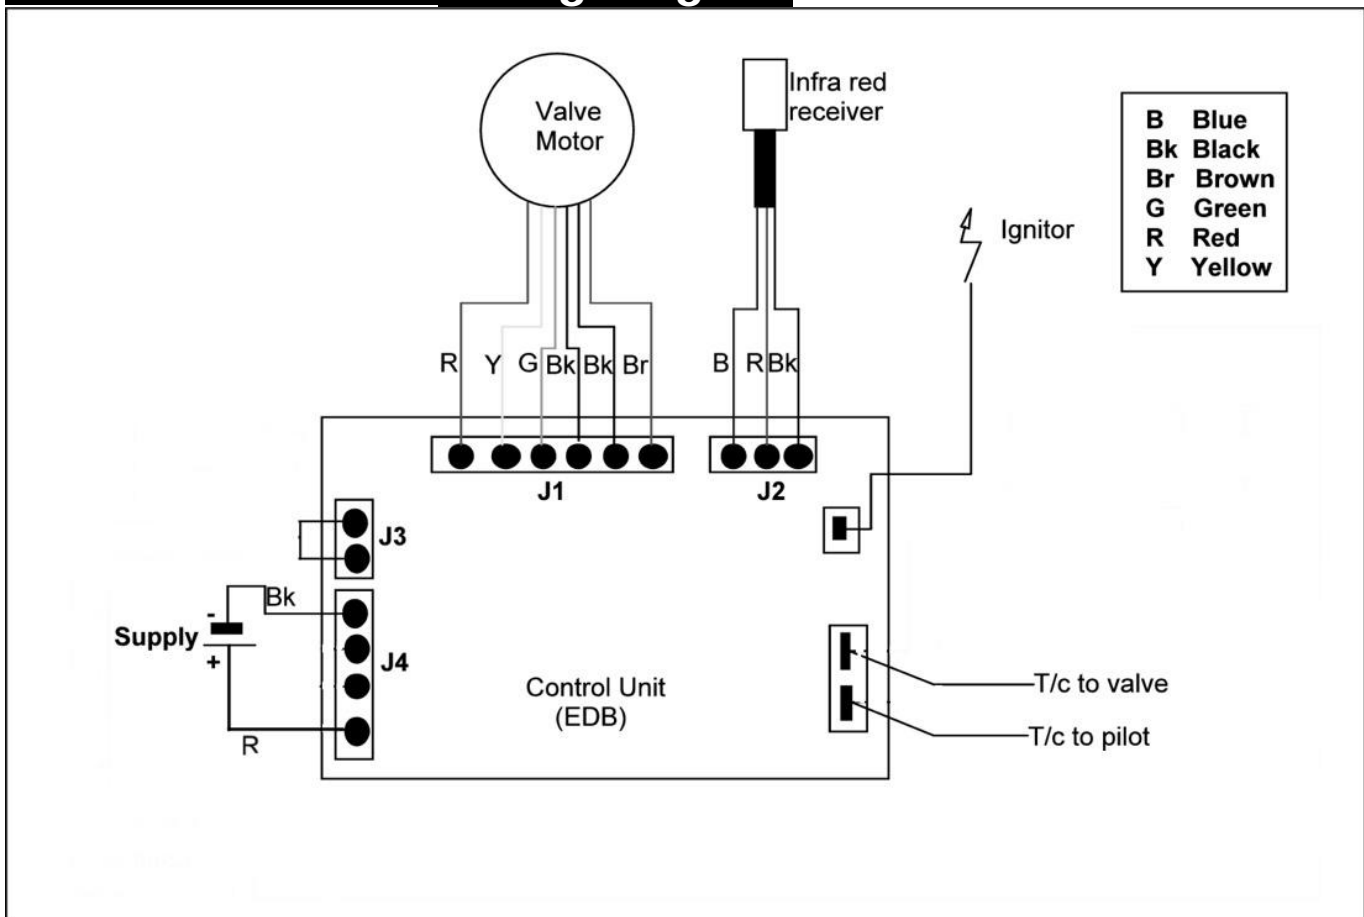 Valve
Motor
Infra red
receiver
B Blue
Bk Black
Br Brown
G Green
R Red
Y Yellow
Ignitor
R Y G Bk Bk Br
B R Bk
J1
J2
J3
Bk
-
Supply
+
J4
R
Control Unit
(EDB)
T/c to valve
T/c to pilot